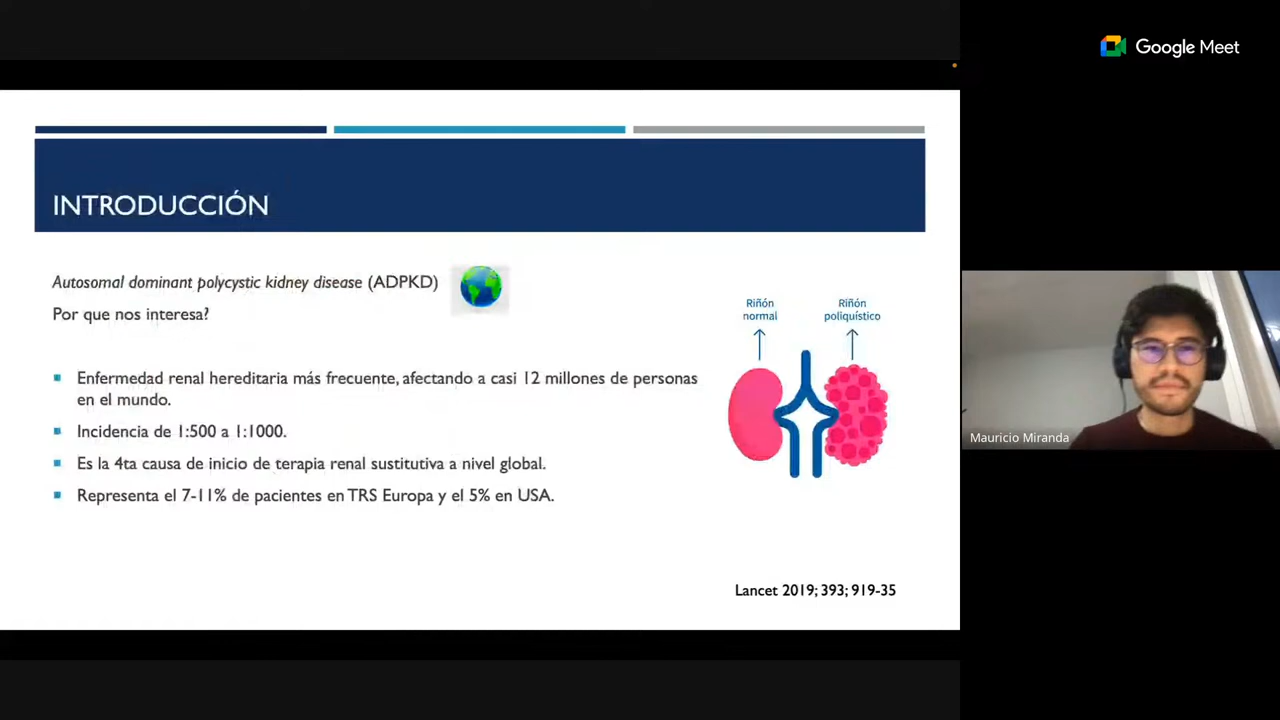 Google Meet
INTRODUCCIÓN
Autosomal dominant polycystic kidney disease (ADPKD)
Por que nos interesa?
Enfermedad renal hereditaria más frecuente, afectando a casi 12 millones de personas
en el mundo.
Incidencia de 1:500 a 1:1000.
Es la 4ta causa de inicio de terapia renal sustitutiva a nivel global.
Representa el 7-11% de pacientes en TRS Europa y el 5% en USA.
Riñón
normal
Riñón
poliquístico
Lancet 2019; 393; 919-35
Mauricio Miranda